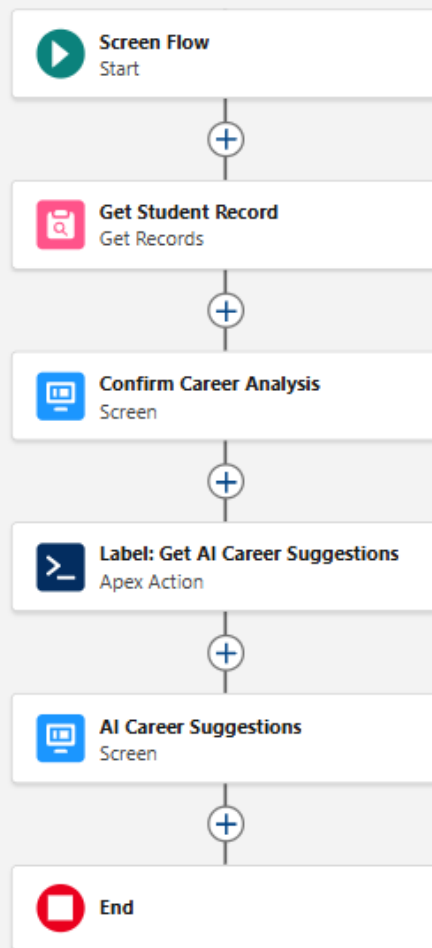 Screen Flow
Start
Get Student Record
Get Records
Confirm Career Analysis
Screen
Label: Get AI Career Suggestions
Apex Action
AI Career Suggestions
Screen
End